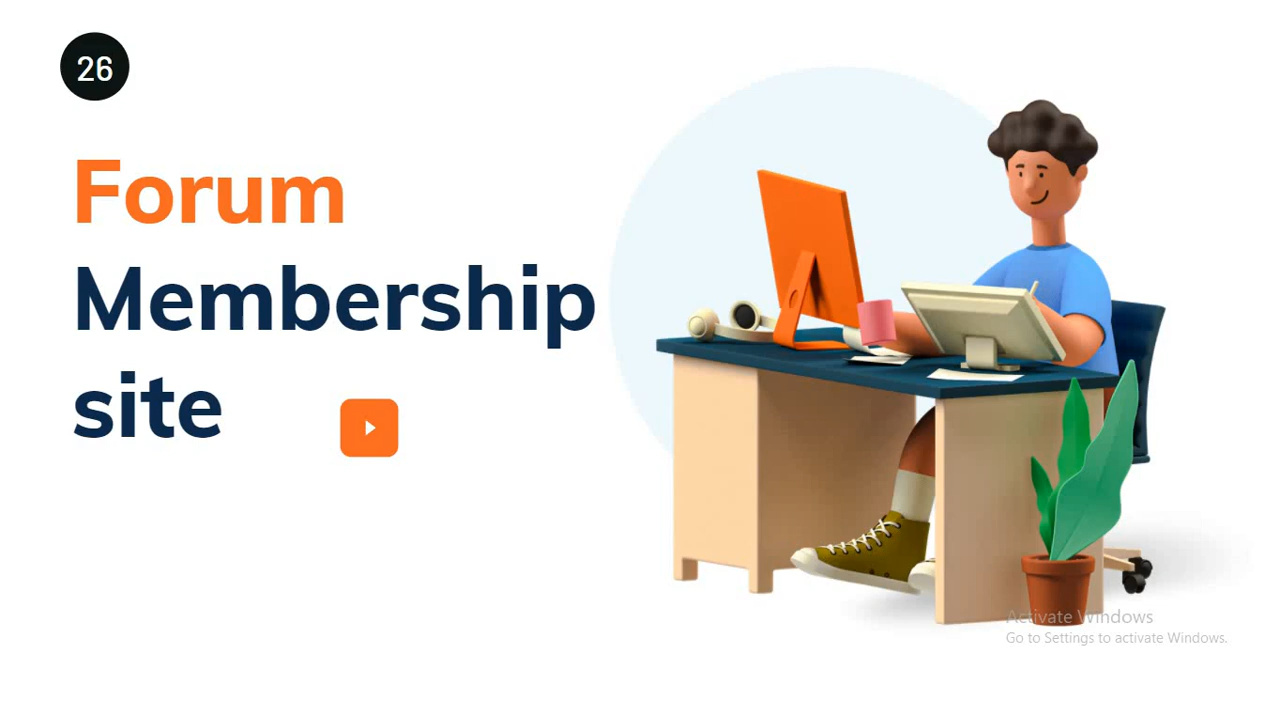 26
Forum
Membership
site
Activate Windows
Go to Settings to activate Windows.